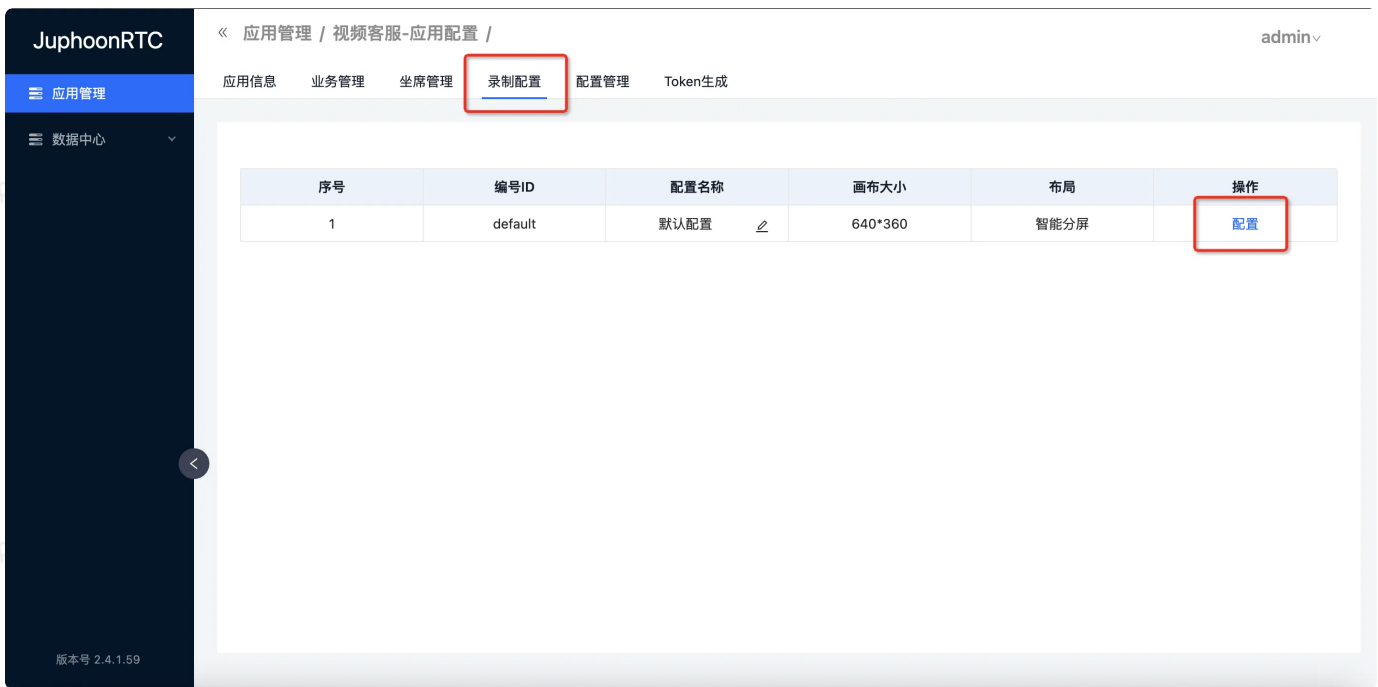 JuphoonRTC
« 应用管理 / 视频客服-应用配置 /
admin
应用管理
数据中心
应用信息 业务管理 坐席管理 录制配置 配置管理 Token生成
序号 编号ID 配置名称 画布大小 布局 操作
1 default 默认配置 640*360 智能分屏 配置
版本号 2.4.1.59